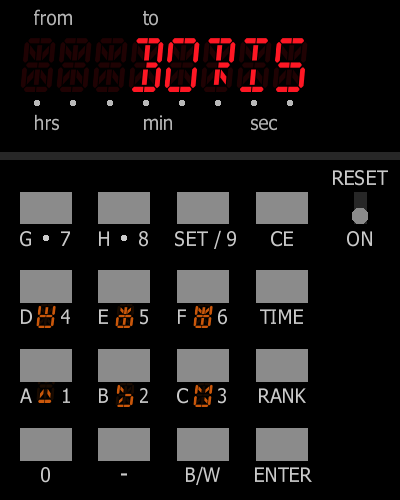 from to
BORIS
hrs min sec
RESET
G • 7 H • 8 SET / 9 CE ON
D 4 E 5 F 6 TIME
A 1 B 2 C 3 RANK
0 - B/W ENTER